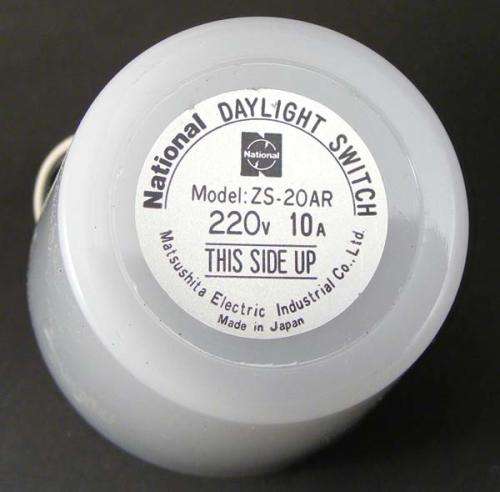 National DAYLIGHT SWITCH
National
Model:ZS-20AR
220v 10A
THIS SIDE UP
Matsushita Electric Industrial Co., Ltd.
Made in Japan